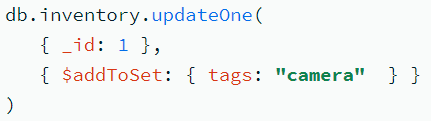 db.inventory.updateOne(
   { _id: 1 },
   { $addToSet: { tags: "camera"  } }
)